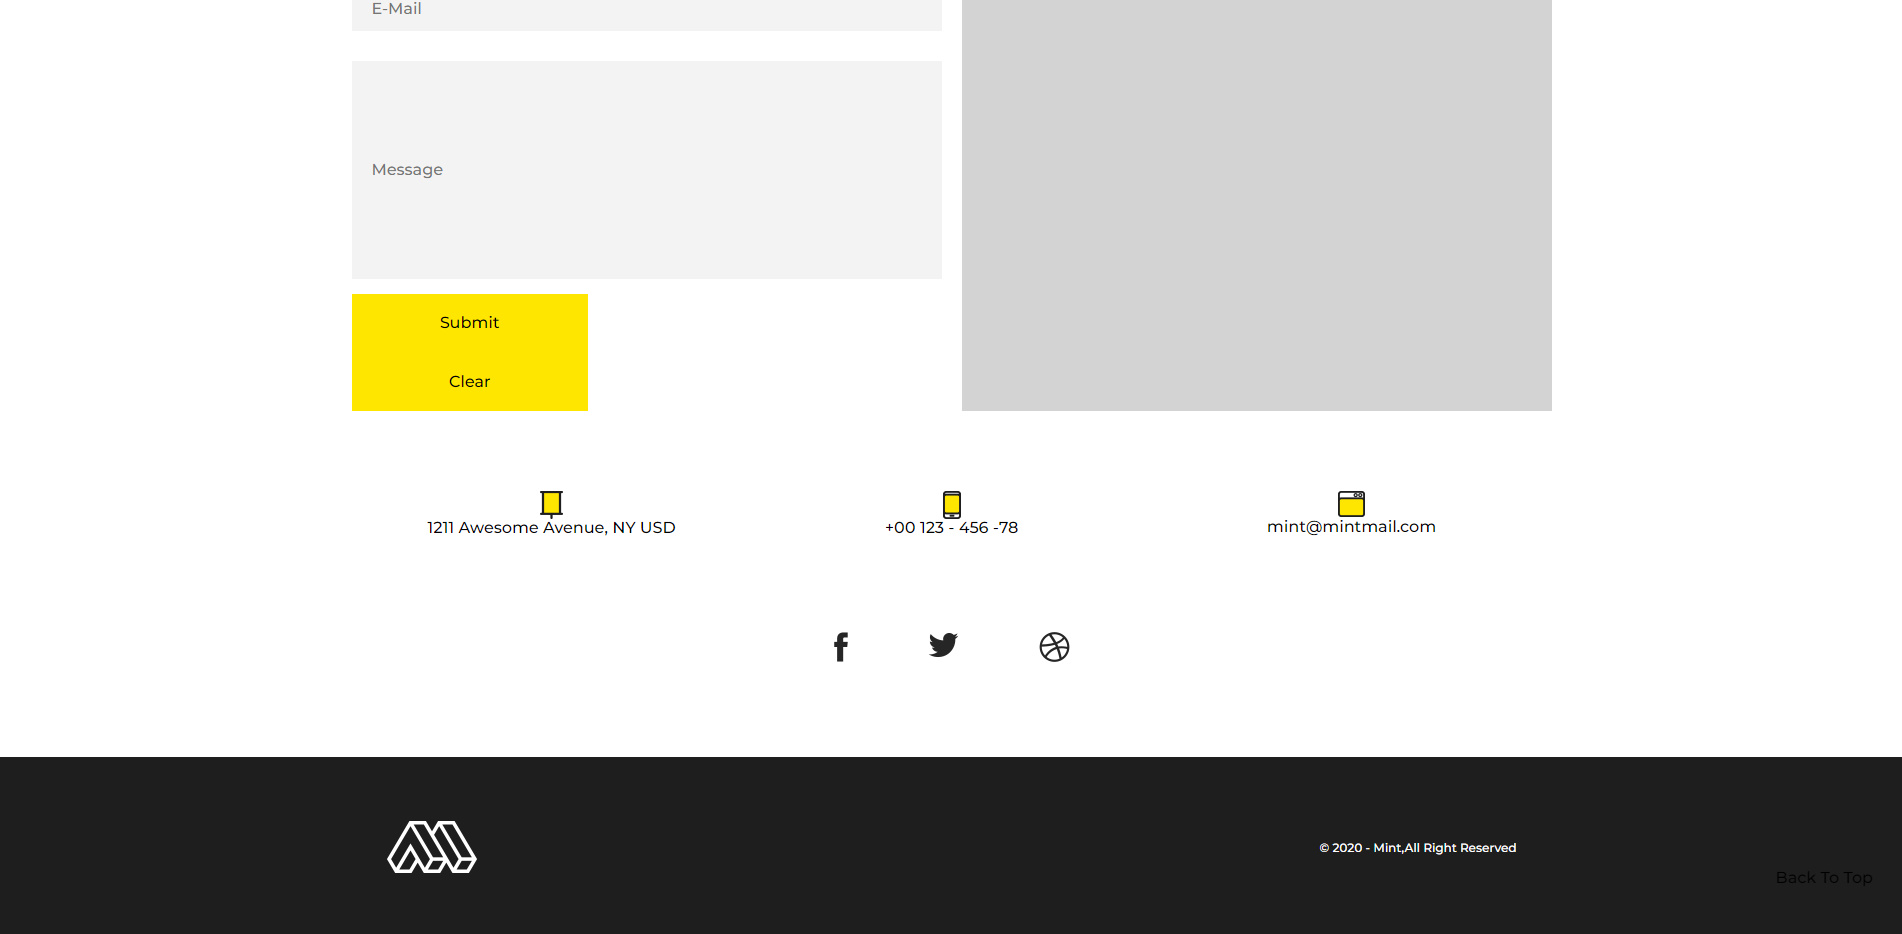 E-Mail
Message
Submit
Clear
1211 Awesome Avenue, NY USD
+00 123 - 456 -78
mint@mintmail.com
© 2020 - Mint,All Right Reserved
Back To Top